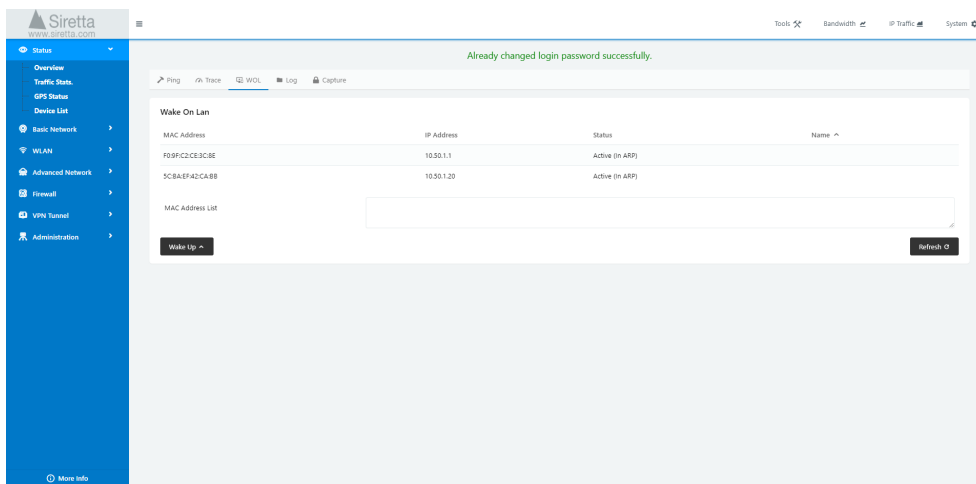 Siretta
www.siretta.com
Tools Bandwidth IP Traffic System
Status
Overview
Traffic Stats.
GPS Status
Device List
Basic Network
WLAN
Advanced Network
Firewall
VPN Tunnel
Administration
More Info
Already changed login password successfully.
Ping Trace WOL Log Capture
Wake On Lan
MAC Address IP Address Status Name
F0:9F:C2:CE:3C:8E 10.50.1.1 Active (In ARP)
5C:BA:EF:42:CA:BB 10.50.1.20 Active (In ARP)
MAC Address List
Wake Up Refresh